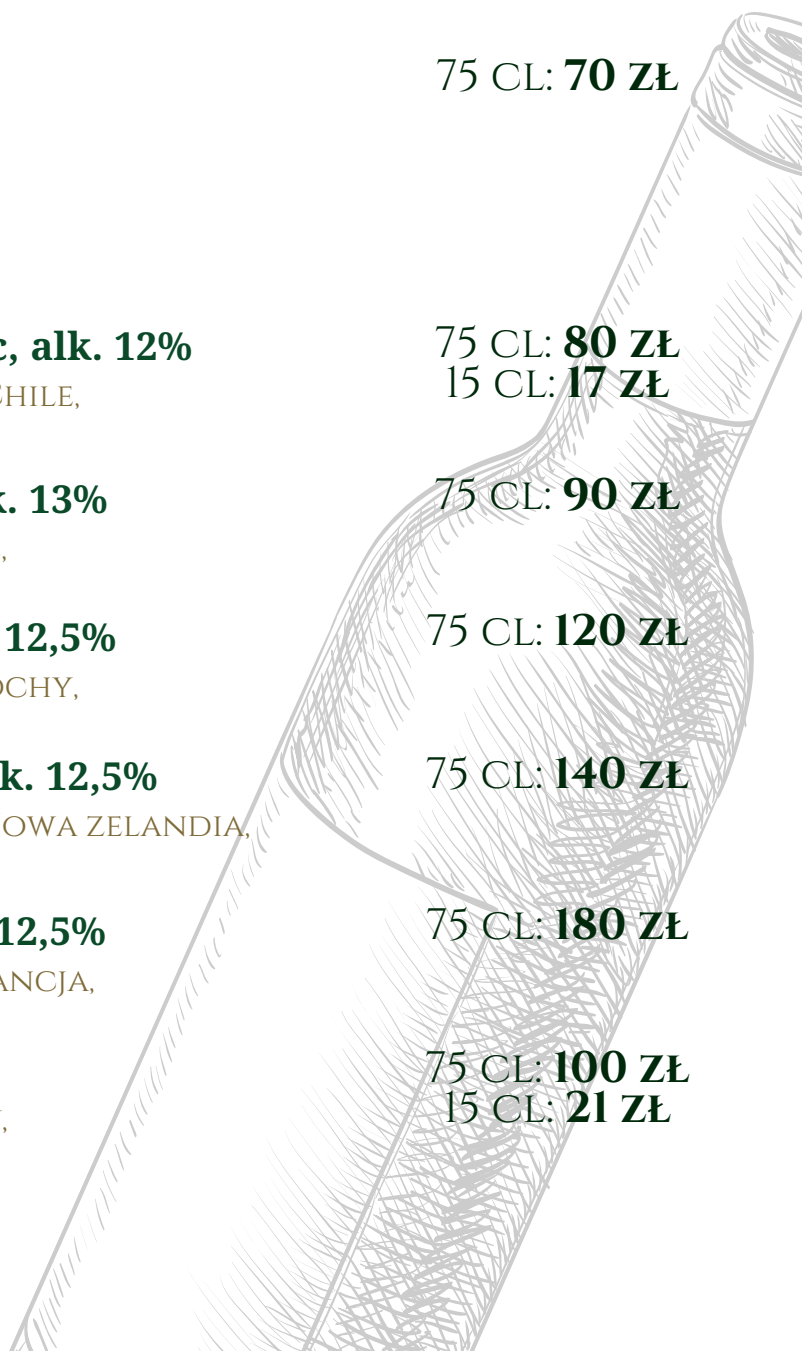 75 CL: 70 ZŁ
c, alk. 12%
75 CL: 80 ZŁ
CHILE,
15 CL: 17 ZŁ
k. 13%
75 CL: 90 ZŁ
,
12,5%
75 CL: 120 ZŁ
OCHY,
k. 12,5%
75 CL: 140 ZŁ
OWA ZELANDIA,
12,5%
75 CL: 180 ZŁ
ANCJA,
75 CL: 100 ZŁ
15 CL: 21 ZŁ
,